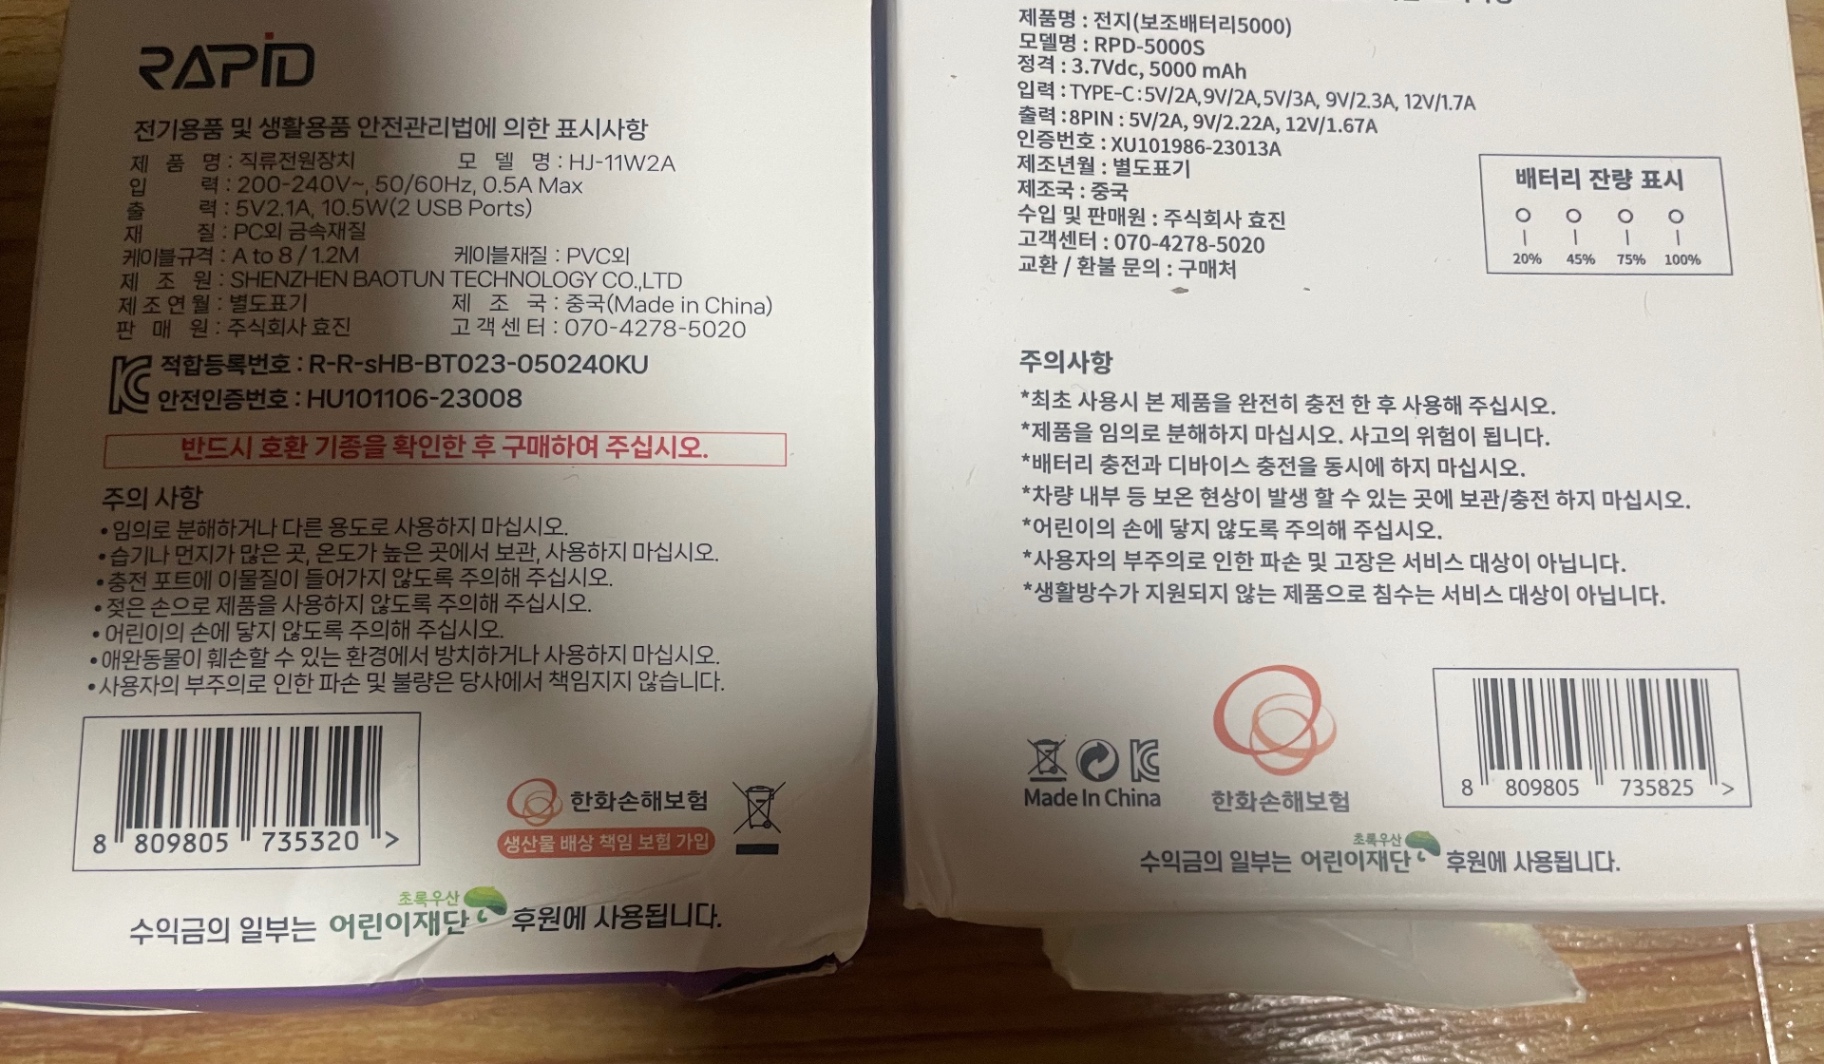 RAPID
전기용품 및 생활용품 안전관리법에 의한 표시사항
제 품 명 : 직류전원장치 모 델 명 : HJ-11W2A
입 력 : 200-240V~, 50/60Hz, 0.5A Max
출 력 : 5V2.1A, 10.5W(2 USB Ports)
재 질 : PC외 금속재질
케이블규격 : A to 8 / 1.2M 케이블재질 : PVC외
제 조 원 : SHENZHEN BAOTUN TECHNOLOGY CO.,LTD
제조연월 : 별도표기 제 조 국 : 중국(Made in China)
판 매 원 : 주식회사 효진 고객센터 : 070-4278-5020
적합등록번호 : R-R-sHB-BT023-050240KU
안전인증번호 : HU101106-23008
반드시 호환 기종을 확인한 후 구매하여 주십시오.
주의 사항
•임의로 분해하거나 다른 용도로 사용하지 마십시오.
•습기나 먼지가 많은 곳, 온도가 높은 곳에서 보관, 사용하지 마십시오.
•충전 포트에 이물질이 들어가지 않도록 주의해 주십시오.
•젖은 손으로 제품을 사용하지 않도록 주의해 주십시오.
•어린이의 손에 닿지 않도록 주의해 주십시오.
•애완동물이 훼손할 수 있는 환경에서 방치하거나 사용하지 마십시오.
•사용자의 부주의로 인한 파손 및 불량은 당사에서 책임지지 않습니다.
8 809805 735320 >
한화손해보험
생산물 배상 책임 보험 가입
초록우산
수익금의 일부는 어린이재단 후원에 사용됩니다.
제품명 : 전지(보조배터리5000)
모델명 : RPD-5000S
정격 : 3.7Vdc, 5000 mAh
입력 : TYPE-C:5V/2A,9V/2A,5V/3A, 9V/2.3A, 12V/1.7A
출력 :8PIN : 5V/2A, 9V/2.22A, 12V/1.67A
인증번호 : XU101986-23013A
제조년월 : 별도표기
제조국 : 중국
수입 및 판매원 : 주식회사 효진
고객센터 : 070-4278-5020
교환 / 환불 문의 : 구매처
배터리 잔량 표시
20% 45% 75% 100%
주의사항
*최초 사용시 본 제품을 완전히 충전 한 후 사용해 주십시오.
*제품을 임의로 분해하지 마십시오. 사고의 위험이 됩니다.
*배터리 충전과 디바이스 충전을 동시에 하지 마십시오.
*차량 내부 등 보온 현상이 발생 할 수 있는 곳에 보관/충전 하지 마십시오.
*어린이의 손에 닿지 않도록 주의해 주십시오.
*사용자의 부주의로 인한 파손 및 고장은 서비스 대상이 아닙니다.
*생활방수가 지원되지 않는 제품으로 침수는 서비스 대상이 아닙니다.
Made In China
한화손해보험
8 809805 735825 >
초록우산
수익금의 일부는 어린이재단 후원에 사용됩니다.